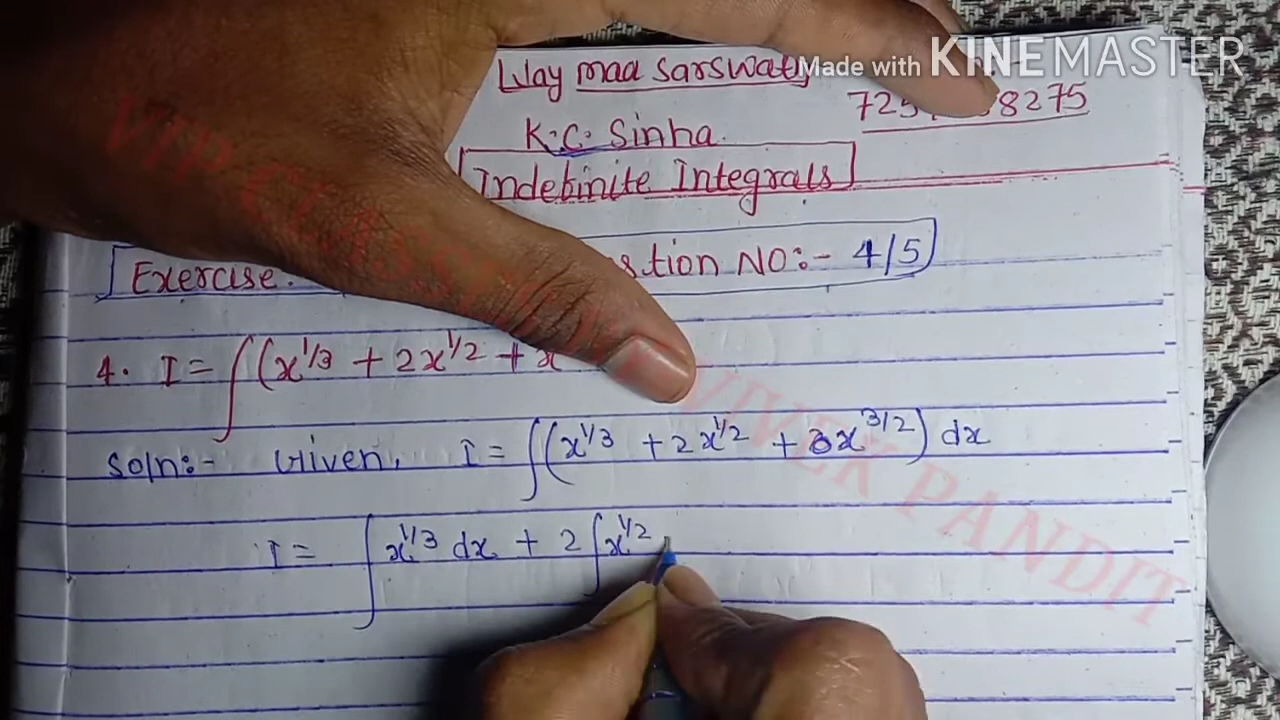 Jay maa Sarswati
Made with KINEMASTER
8275
K.C. Sinha
Indefinite Integrals
Exercise. stion NO:- 4/5
4. I = ∫(x^1/3 + 2x^1/2 + x
Soln:- Given, I = ∫(x^1/3 + 2x^1/2 + 3x^3/2) dx
I = ∫x^1/3 dx + 2∫x^1/2
VIVEK PANDIT